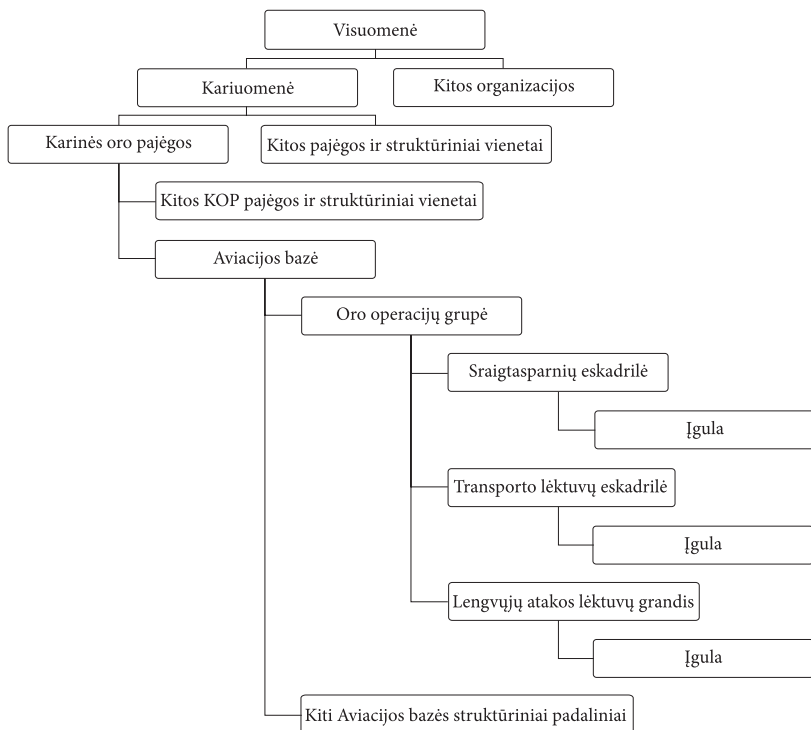 Visuomenė
Kariuomenė
Kitos organizacijos
Karinės oro pajėgos
Kitos pajėgos ir struktūriniai vienetai
Kitos KOP pajėgos ir struktūriniai vienetai
Aviacijos bazė
Oro operacijų grupė
Sraigtasparnių eskadrilė
Įgula
Transporto lėktuvų eskadrilė
Įgula
Lengvųjų atakos lėktuvų grandis
Įgula
Kiti Aviacijos bazės struktūriniai padaliniai